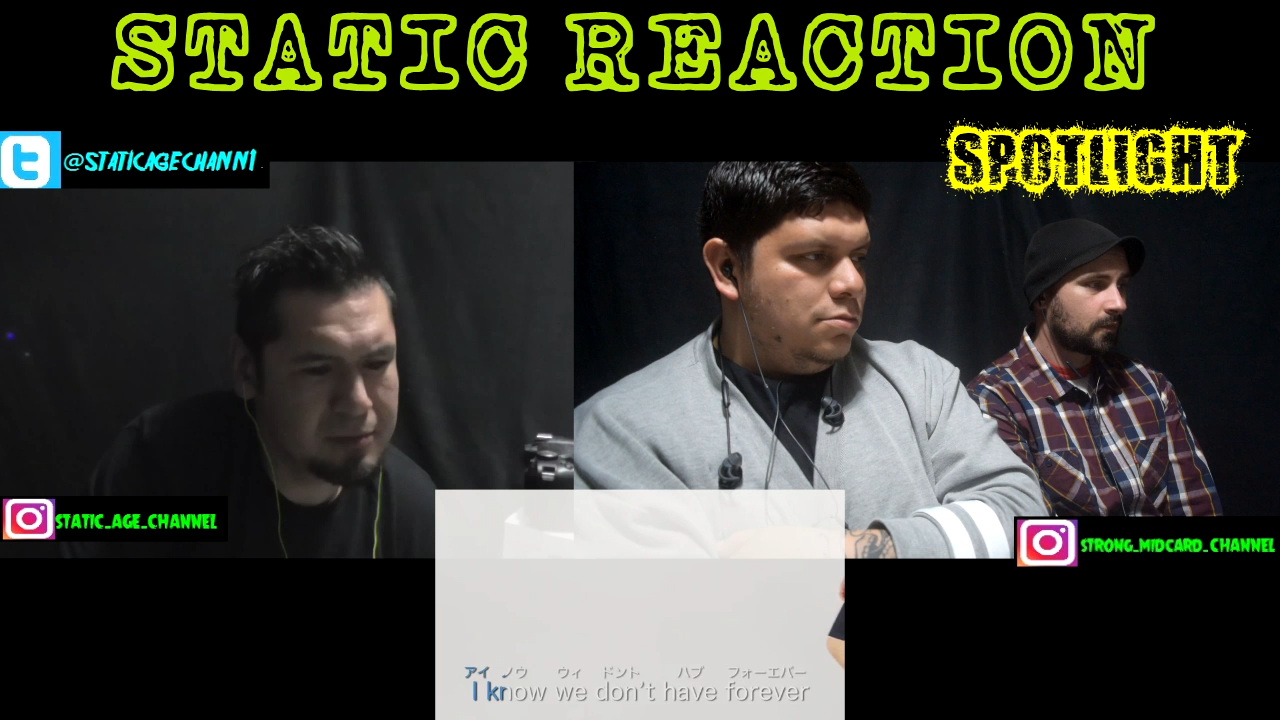 STATIC REACTION
SPOTLIGHT
@STATICAGECHANN1
STATIC_AGE_CHANNEL
STRONG_MIDCARD_CHANNEL
アイ ノウ ウィ ドント ハブ フォーエバー
I know we don't have forever